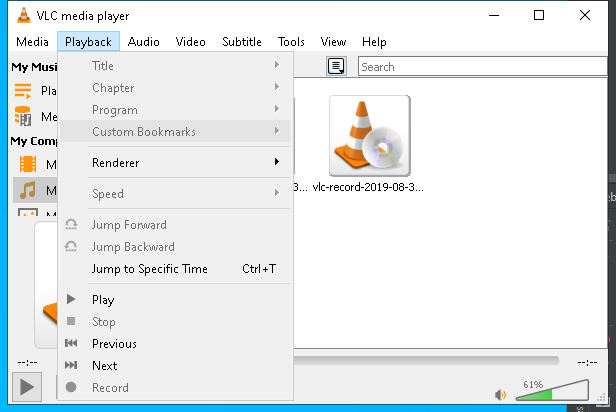 VLC media player
Media Playback Audio Video Subtitle Tools View Help
My Musi
Title
Search
Chapter
Pla
Program
Me
Custom Bookmarks
My Comp
Renderer
M
Speed
M
3... vlc-record-2019-08-3...
M
Jump Forward
Jump Backward
Jump to Specific Time Ctrl+T
Play
Stop
Previous
Next
Record
--:-- --:--
61%